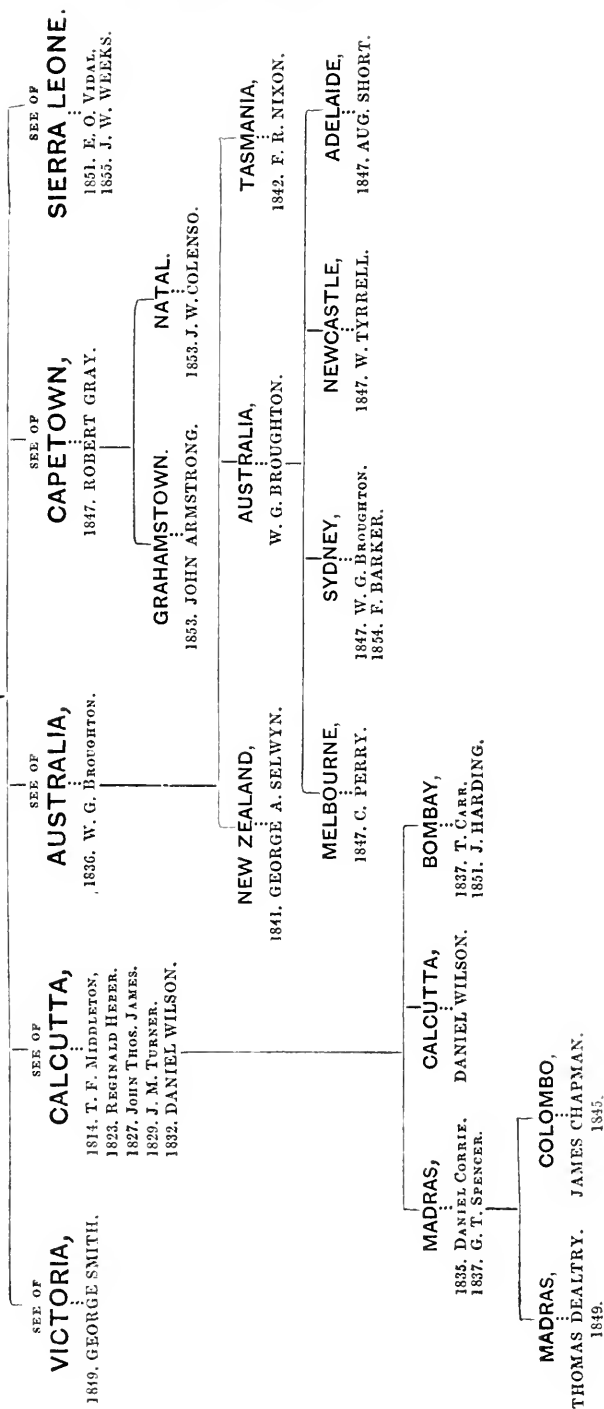 SEE OF
VICTORIA,
1849. GEORGE SMITH.
SEE OF
CALCUTTA,
1814. T. F. MIDDLETON,
1823. REGINALD HEBER.
1827. JOHN THOS. JAMES.
1829. J. M. TURNER.
1832. DANIEL WILSON.
SEE OF
AUSTRALIA,
1836. W. G. BROUGHTON.
SEE OF
CAPETOWN,
1847. ROBERT GRAY.
SEE OF
SIERRA LEONE.
1851. E. O. VIDAL,
1855. J. W. WEEKS.
GRAHAMSTOWN.
1853. JOHN ARMSTRONG.
NATAL.
1853. J. W. COLENSO.
NEW ZEALAND,
1841. GEORGE A. SELWYN.
AUSTRALIA,
W. G. BROUGHTON.
TASMANIA,
1842. F. R. NIXON.
MELBOURNE,
1847. C. PERRY.
SYDNEY,
1847. W. G. BROUGHTON.
1854. F. BARKER.
NEWCASTLE,
1847. W. TYRRELL.
ADELAIDE,
1847. AUG. SHORT.
MADRAS,
1835. DANIEL CORRIE.
1837. G. T. SPENCER.
CALCUTTA,
DANIEL WILSON.
BOMBAY,
1837. T. CARR.
1851. J. HARDING.
MADRAS,
THOMAS DEALTRY.
1849.
COLOMBO,
JAMES CHAPMAN.
1845.